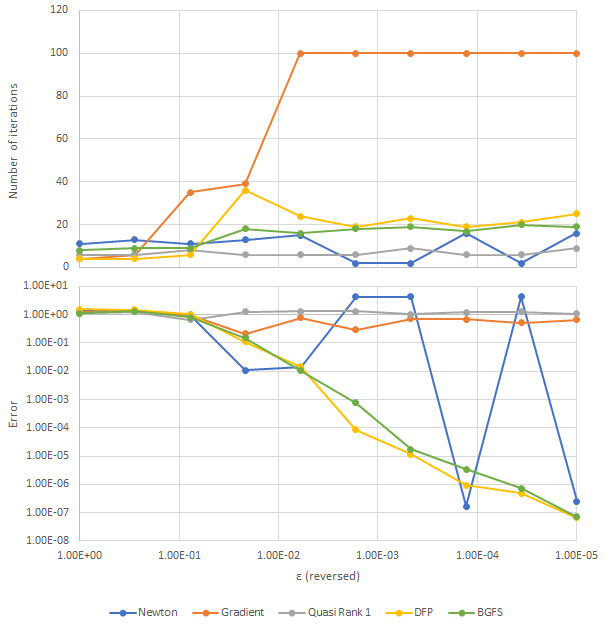 120
100
80
60
40
20
0
Number of iterations
1.00E+01
1.00E+00
1.00E-01
1.00E-02
1.00E-03
1.00E-04
1.00E-05
1.00E-06
1.00E-07
1.00E-08
Error
1.00E+00 1.00E-01 1.00E-02 1.00E-03 1.00E-04 1.00E-05
ε (reversed)
Newton Gradient Quasi Rank 1 DFP BGFS